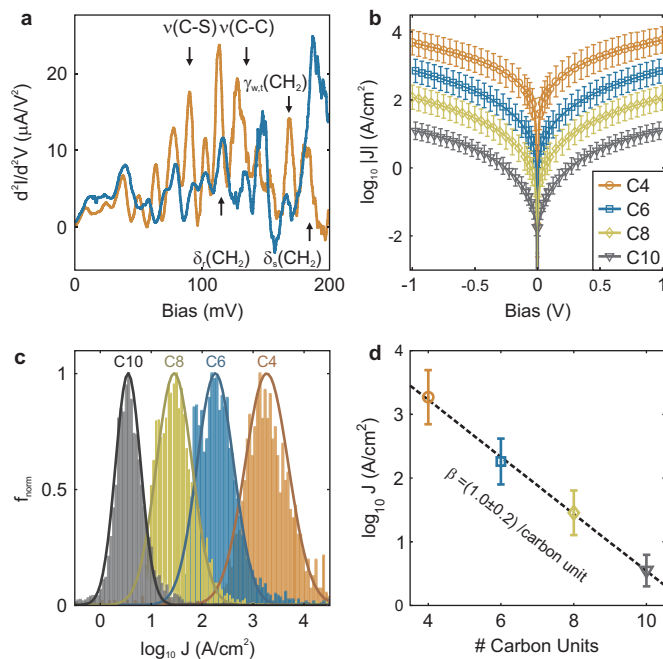 a
ν(C-S) ν(C-C)
γw,t(CH₂)
δr(CH₂) δs(CH₂)
d²I/d²V (μA/V²)
25
20
15
10
5
0
0 100 200
Bias (mV)
b
log₁₀ |J| (A/cm²)
4
2
0
-2
C4
C6
C8
C10
-1 -0.5 0 0.5 1
Bias (V)
c
C10 C8 C6 C4
fnorm
1
0.5
0
0 1 2 3 4
log₁₀ J (A/cm²)
d
log₁₀ J (A/cm²)
4
3
2
1
0
β =(1.0±0.2) /carbon
unit
4 6 8 10
# Carbon Units